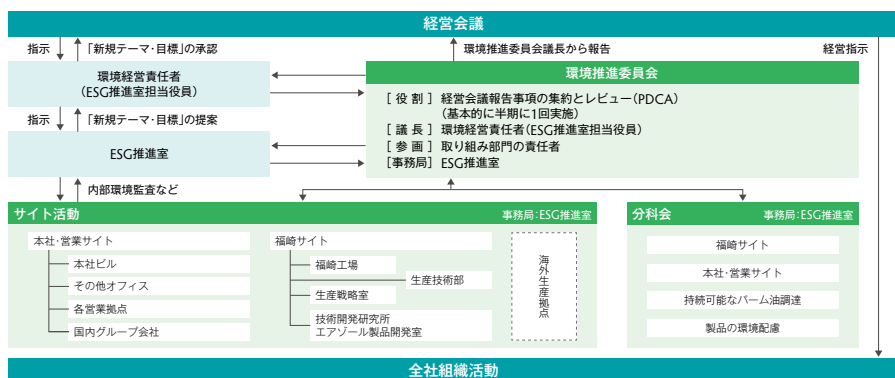 経営会議
指示
「新規テーマ・目標」の承認
環境推進委員会議長から報告
経営指示
環境経営責任者
(ESG推進室担当役員)
環境推進委員会
[ 役 割 ] 経営会議報告事項の集約とレビュー(PDCA)
(基本的に半期に1回実施)
[ 議 長 ] 環境経営責任者(ESG推進室担当役員)
[ 参 画 ] 取り組み部門の責任者
[事務局] ESG推進室
指示
「新規テーマ・目標」の提案
ESG推進室
内部環境監査など
サイト活動
事務局:ESG推進室
本社・営業サイト
本社ビル
その他オフィス
各営業拠点
国内グループ会社
福崎サイト
福崎工場
生産技術部
生産戦略室
技術開発研究所
エアゾール製品開発室
海外生産拠点
分科会
事務局:ESG推進室
福崎サイト
本社・営業サイト
持続可能なパーム油調達
製品の環境配慮
全社組織活動